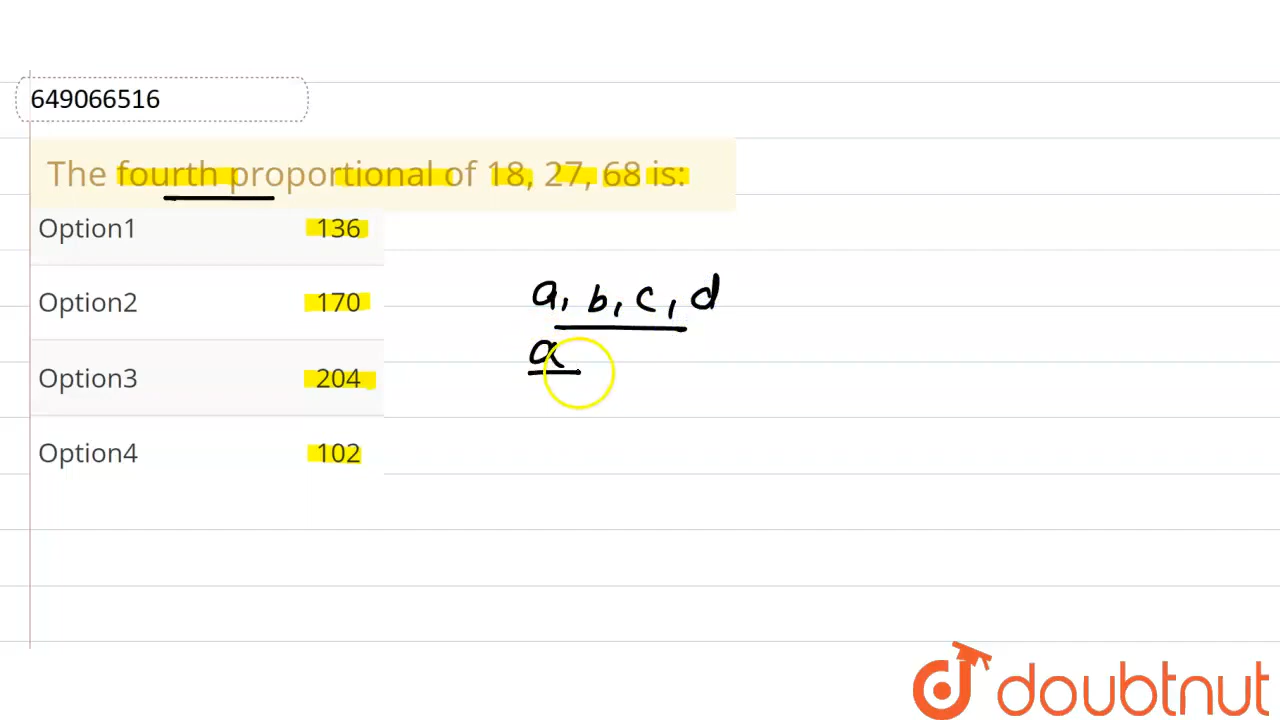 649066516
The fourth proportional of 18, 27, 68 is:
Option1 136
Option2 170
a, b, c, d
a
Option3 204
Option4 102
doubtnut